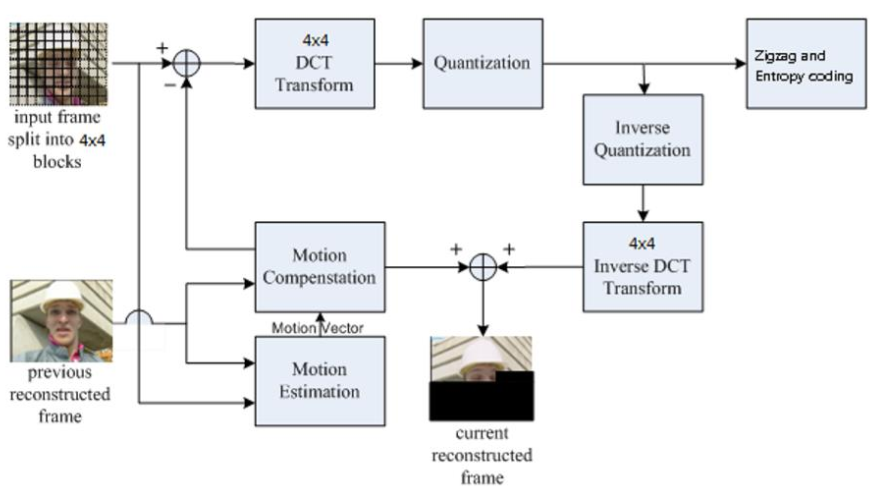 input frame
split into 4x4
blocks
+
−
4x4
DCT
Transform
Quantization
Zigzag and
Entropy coding
Inverse
Quantization
4x4
Inverse DCT
Transform
Motion
Compenstation
+
+
Motion Vector
Motion
Estimation
previous
reconstructed
frame
current
reconstructed
frame